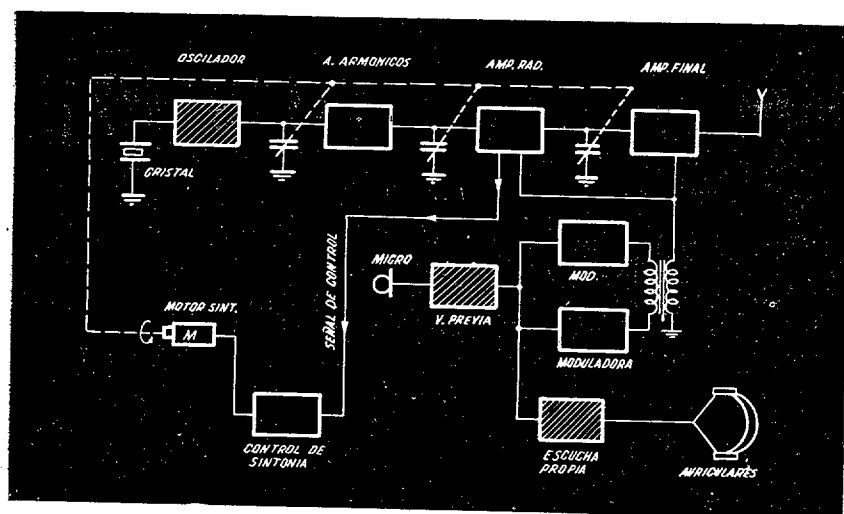 OSCILADOR
A. ARMONICOS
AMP. RAD.
AMP. FINAL
CRISTAL
SEÑAL DE CONTROL
MICRO
MOD.
V. PREVIA
MOTOR SINT.
M
MODULADORA
CONTROL DE
SINTONIA
ESCUCHA
PROPIA
AURICULARES